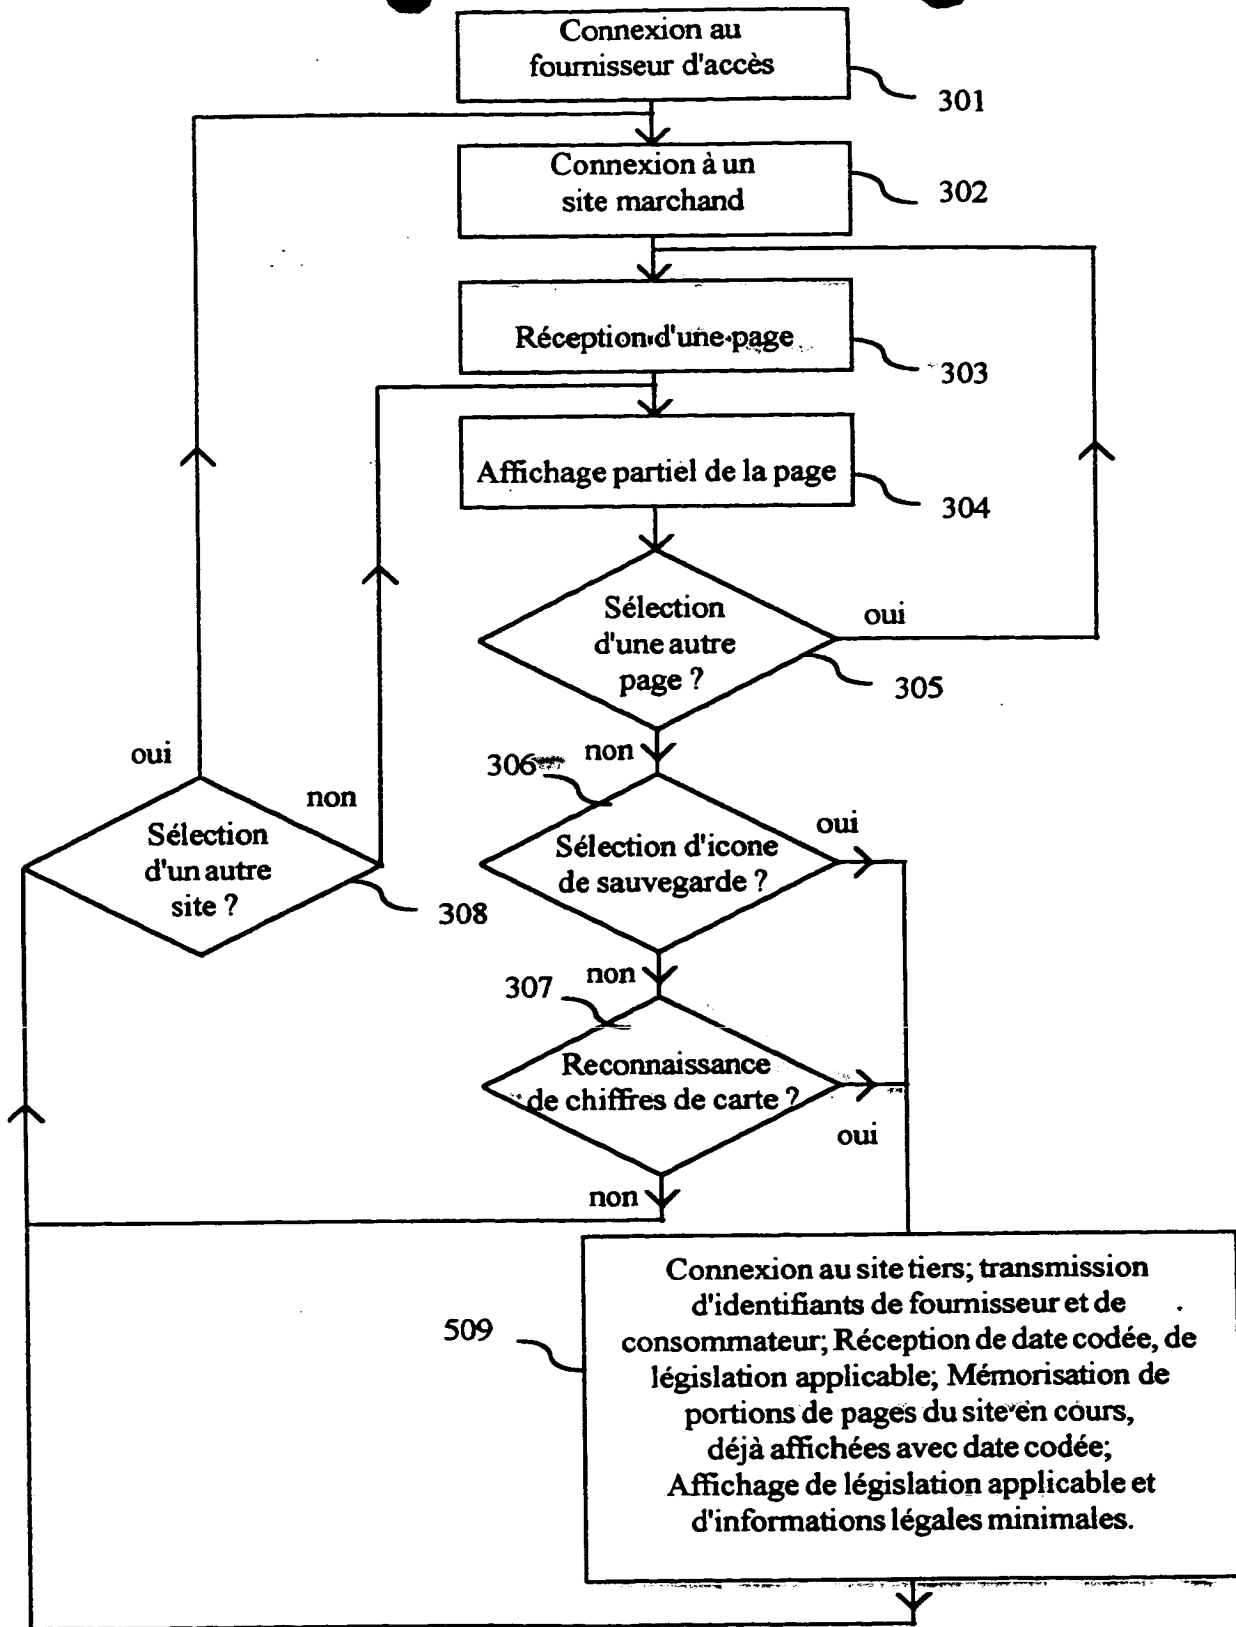 Connexion au
fournisseur d'accès
301
Connexion à un
site marchand
302
Réception d'une page
303
Affichage partiel de la page
304
Sélection
d'une autre
page ?
oui
305
non
306
Sélection d'icone
de sauvegarde ?
oui
oui
non
Sélection
d'un autre
site ?
308
non
307
Reconnaissance
de chiffres de carte ?
oui
non
509
Connexion au site tiers; transmission
d'identifiants de fournisseur et de
consommateur; Réception de date codée, de
législation applicable; Mémorisation de
portions de pages du site en cours,
déjà affichées avec date codée;
Affichage de législation applicable et
d'informations légales minimales.